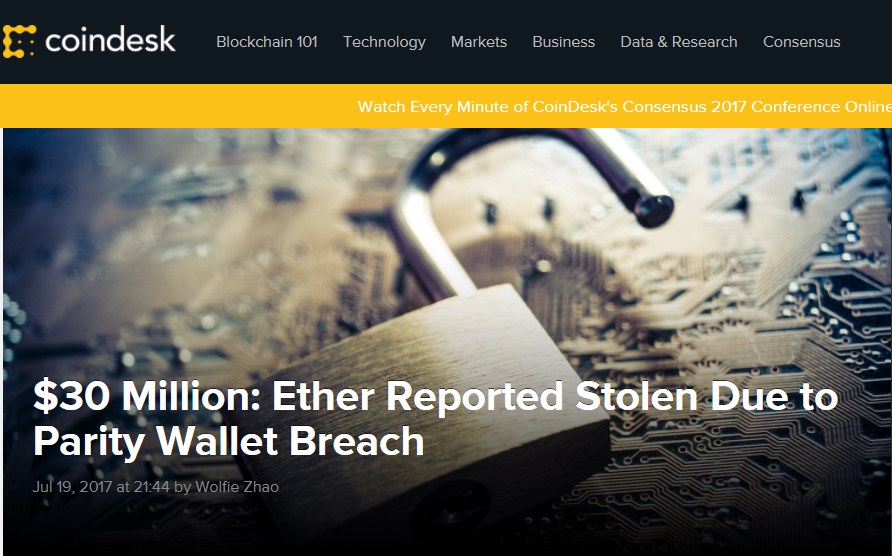 coindesk
Blockchain 101 Technology Markets Business Data & Research Consensus
Watch Every Minute of CoinDesk's Consensus 2017 Conference Online
$30 Million: Ether Reported Stolen Due to
Parity Wallet Breach
Jul 19, 2017 at 21:44 by Wolfie Zhao